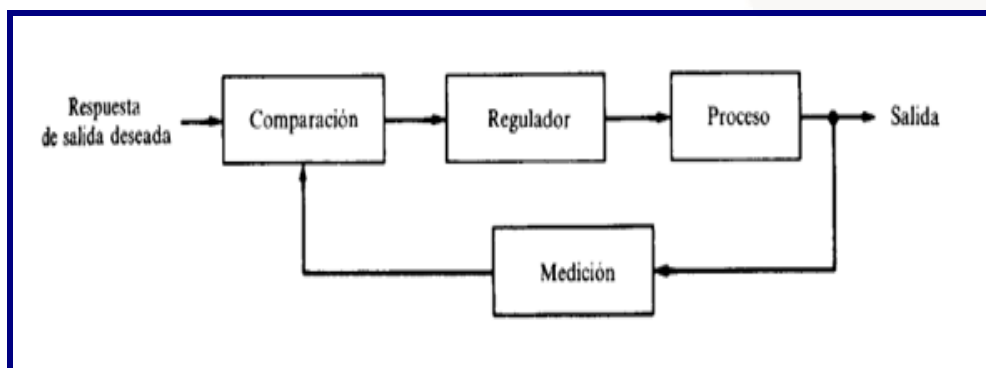 Respuesta
de salida deseada
Comparación
Regulador
Proceso
Salida
Medición